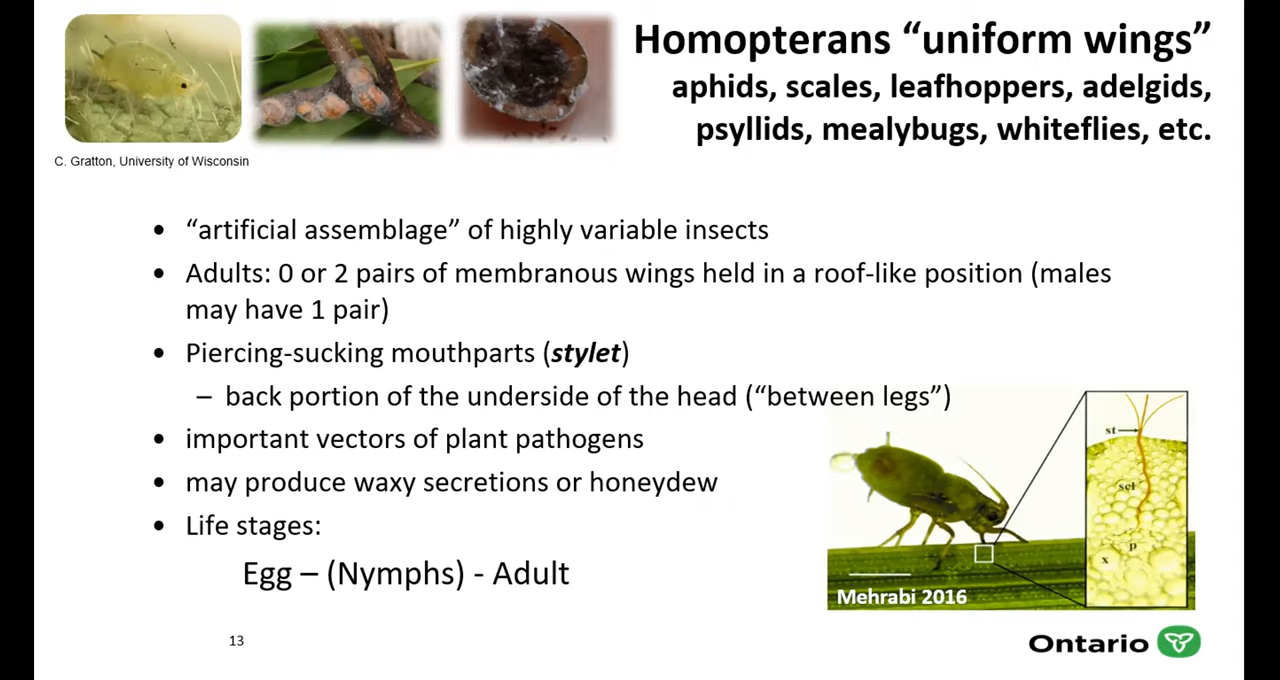 Homopterans “uniform wings”
aphids, scales, leafhoppers, adelgids,
psyllids, mealybugs, whiteflies, etc.
C. Gratton, University of Wisconsin
• “artificial assemblage” of highly variable insects
• Adults: 0 or 2 pairs of membranous wings held in a roof-like position (males
may have 1 pair)
• Piercing-sucking mouthparts (stylet)
– back portion of the underside of the head (“between legs”)
• important vectors of plant pathogens
• may produce waxy secretions or honeydew
• Life stages:
Egg – (Nymphs) - Adult
st
scl
p
x
Mehrabi 2016
13
Ontario